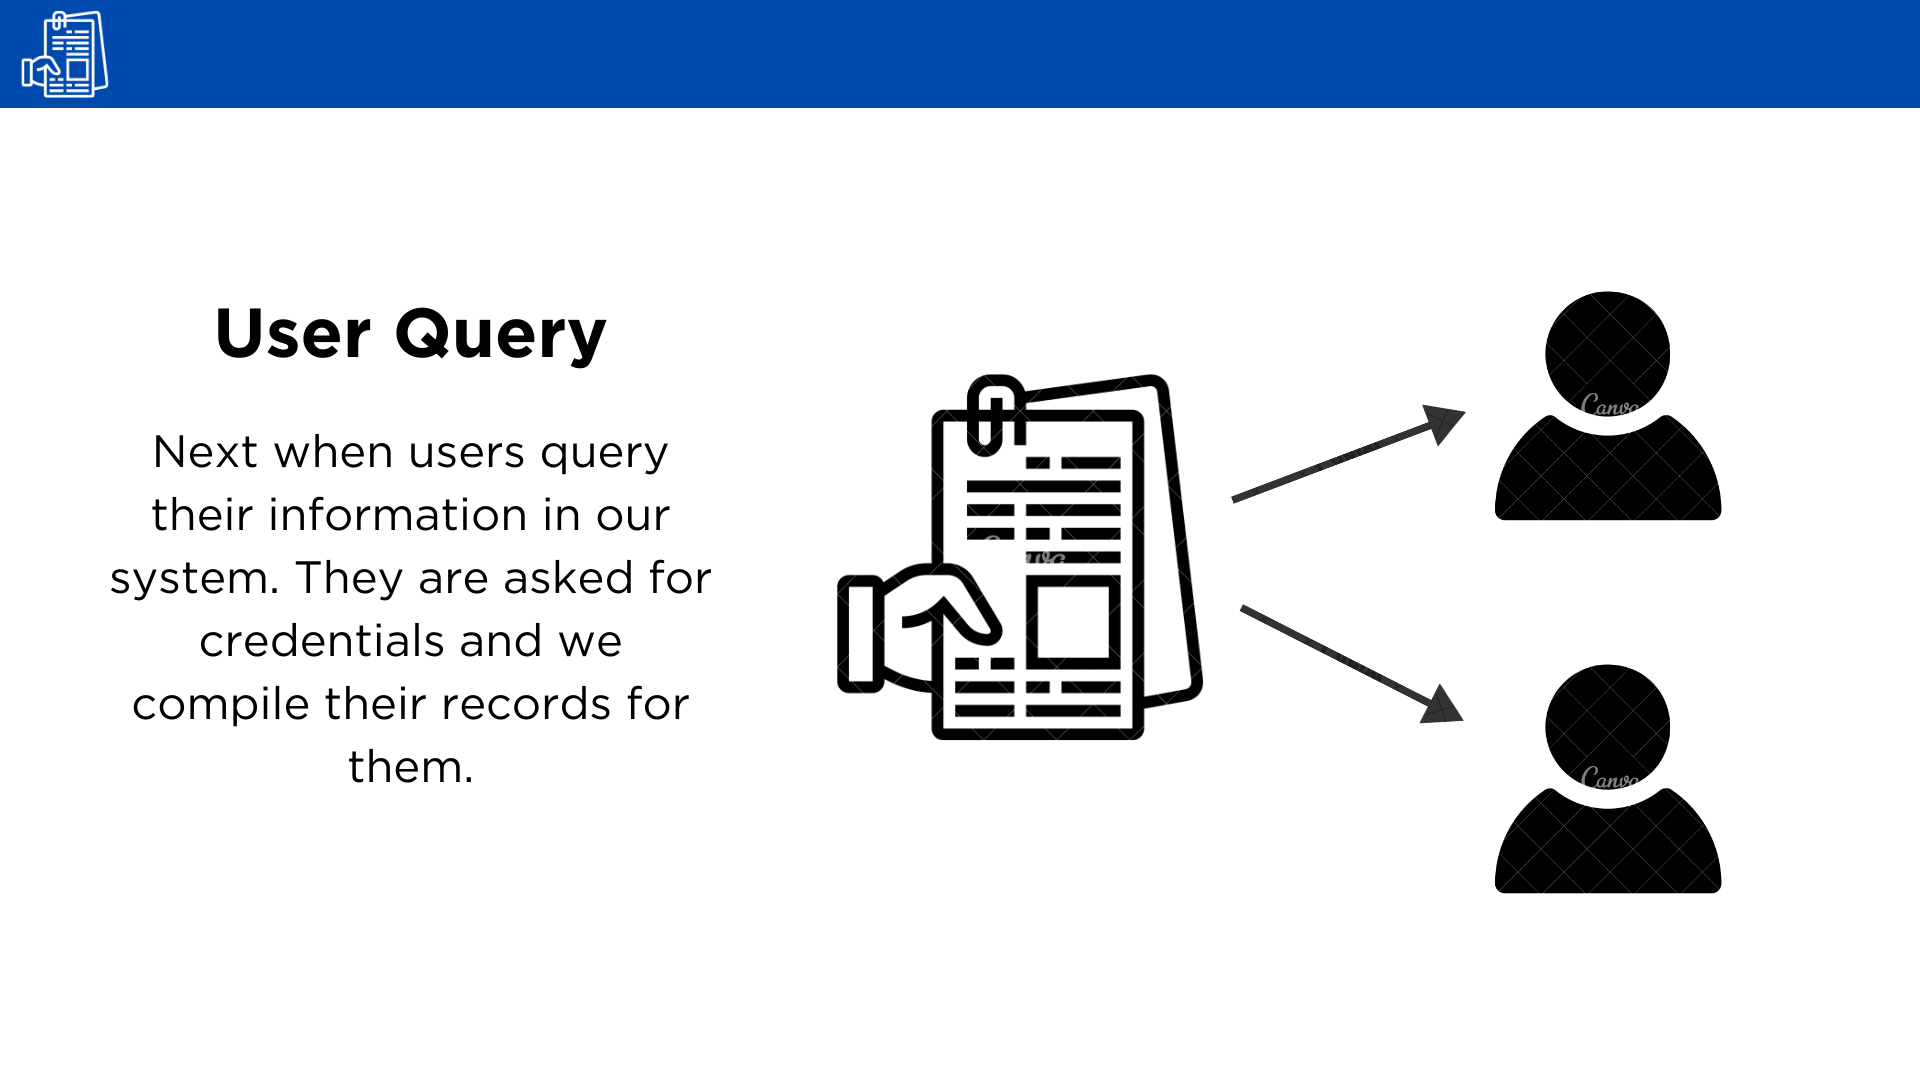 User Query
Next when users query
their information in our
system. They are asked for
credentials and we
compile their records for
them.
Canva
Canva